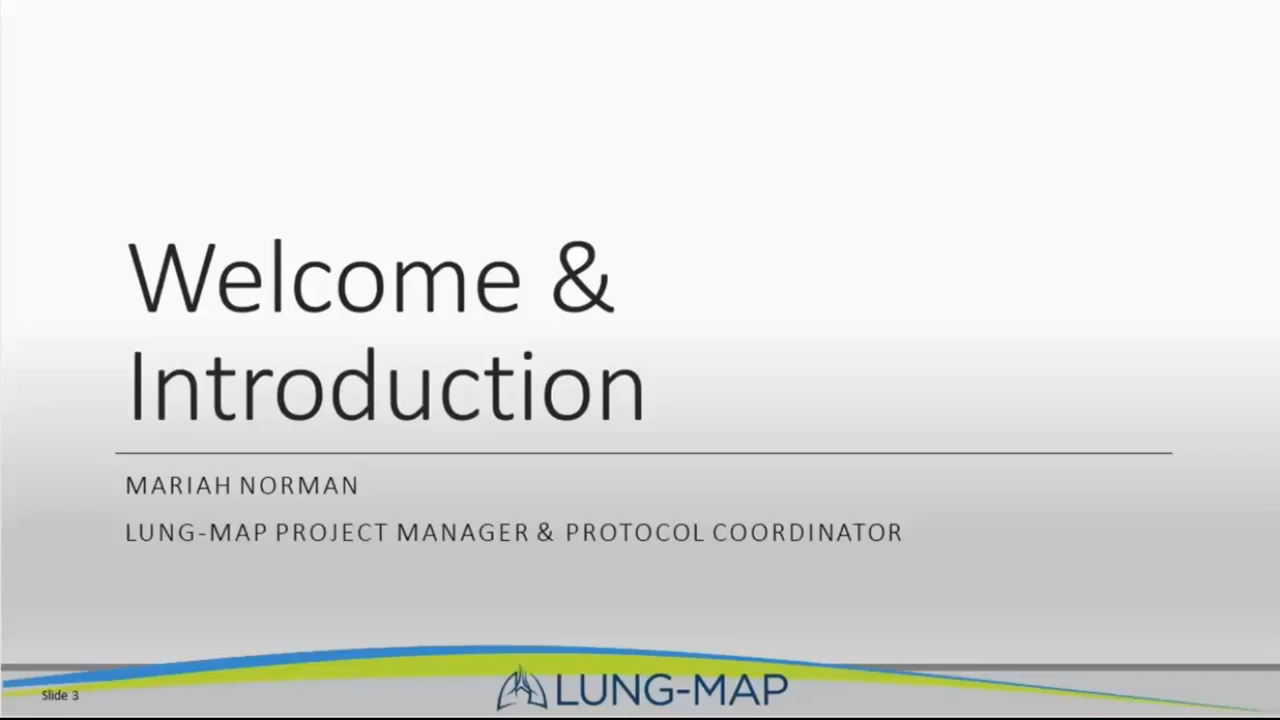 Welcome &
Introduction
MARIAH NORMAN
LUNG-MAP PROJECT MANAGER & PROTOCOL COORDINATOR
Slide 3
LUNG-MAP